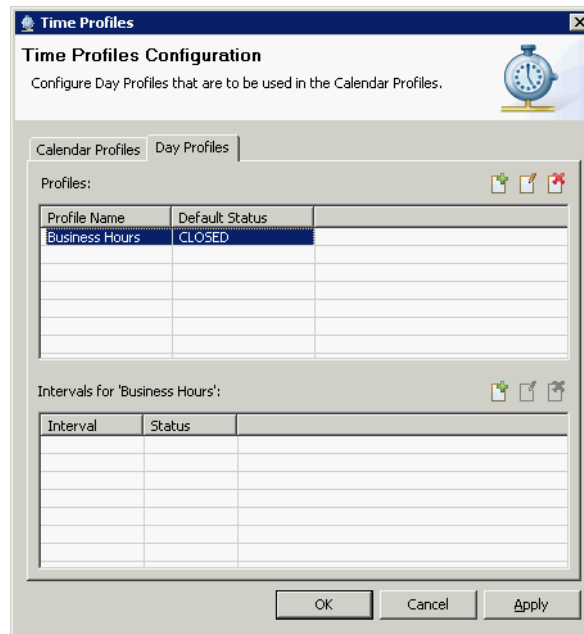 Time Profiles
Time Profiles Configuration
Configure Day Profiles that are to be used in the Calendar Profiles.
Calendar Profiles Day Profiles
Profiles:
Profile Name Default Status
Business Hours CLOSED
Intervals for 'Business Hours':
Interval Status
OK Cancel Apply